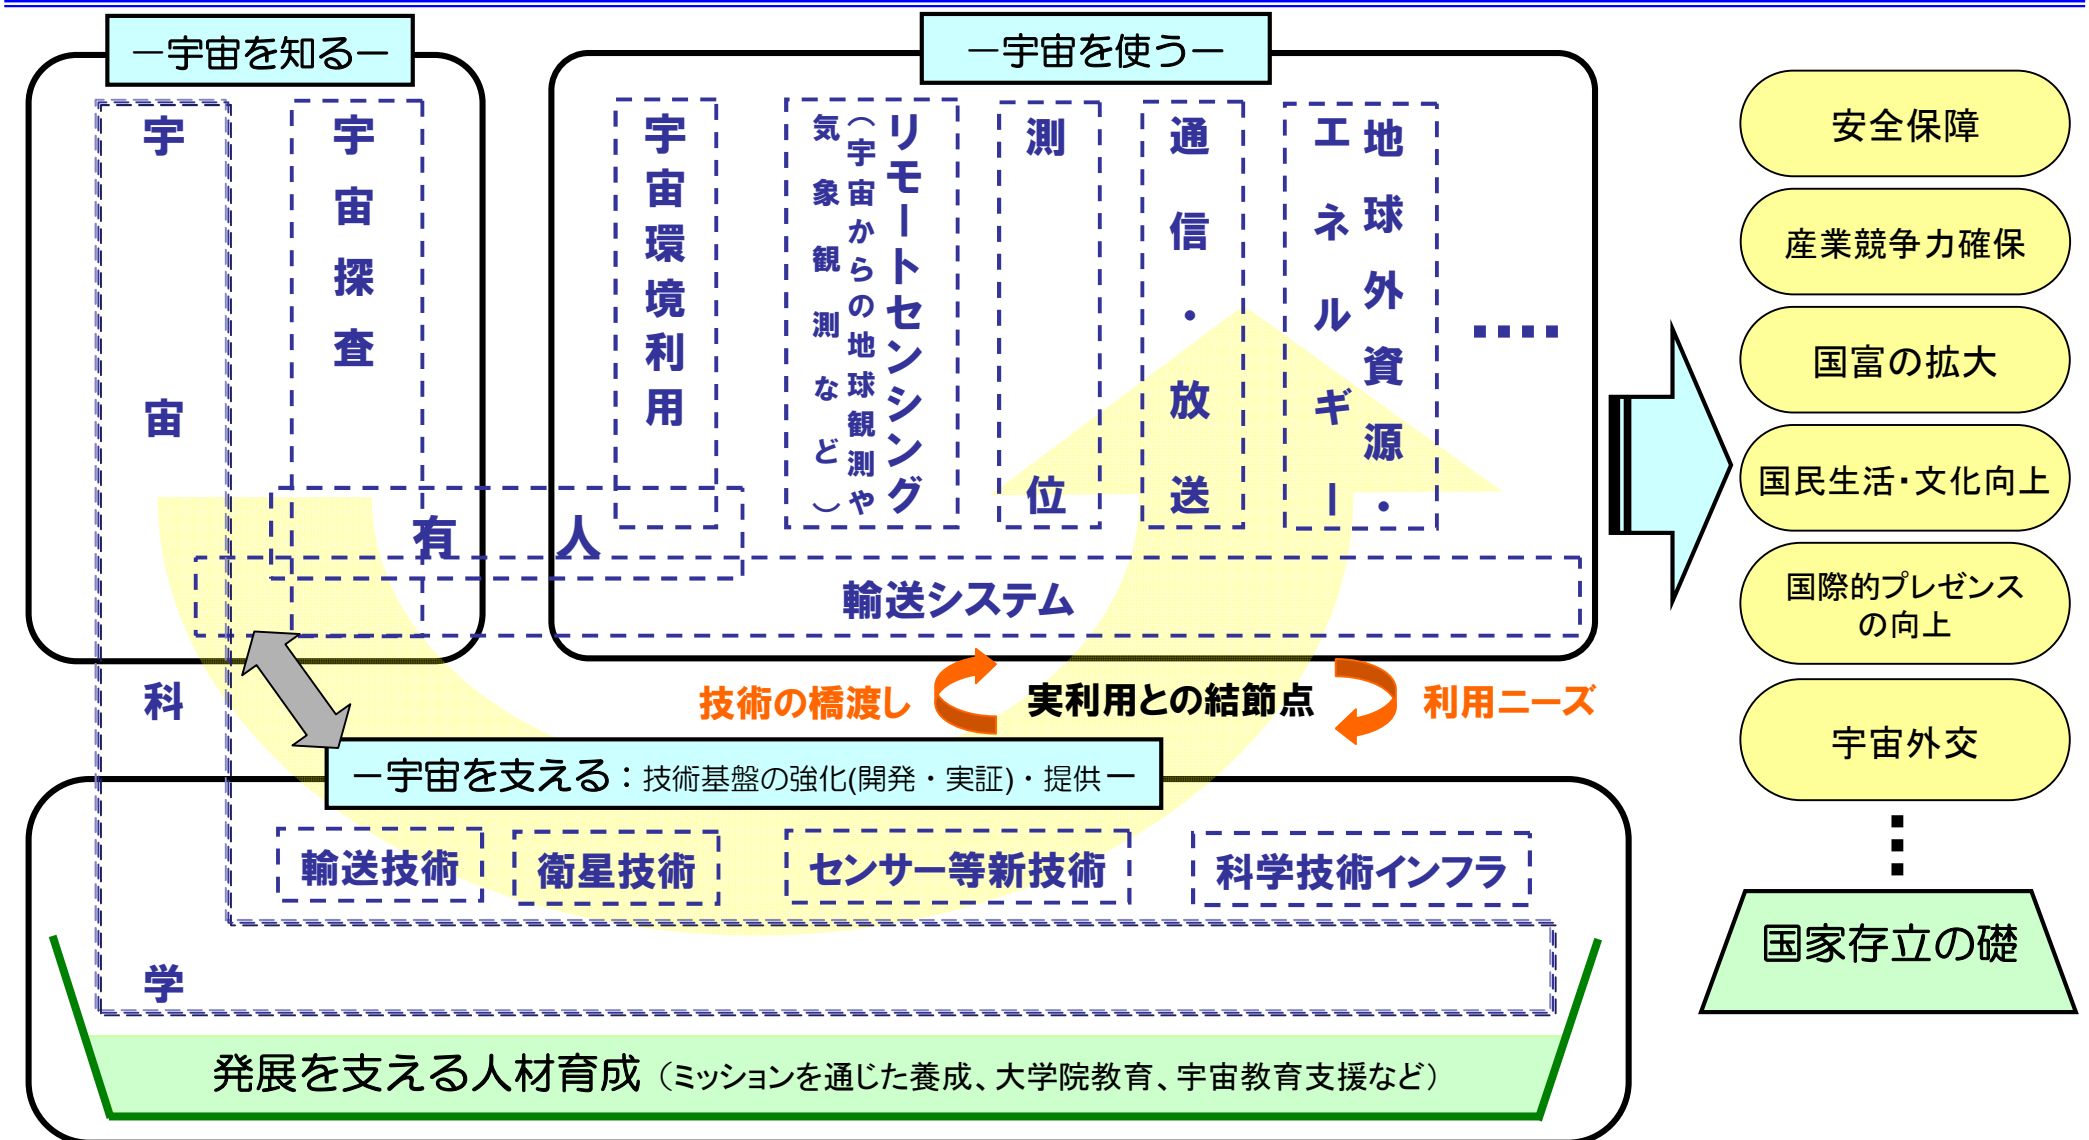 －宇宙を知る－
宇宙科学
宇宙探査
－宇宙を使う－
宇宙環境利用
リモートセンシング
（宇宙からの地球観測や
気象観測など）
測位
通信・放送
地球外資源・
エネルギー
････
有人
輸送システム
技術の橋渡し
実利用との結節点
利用ニーズ
－宇宙を支える：技術基盤の強化(開発・実証)・提供－
輸送技術
衛星技術
センサー等新技術
科学技術インフラ
発展を支える人材育成（ミッションを通じた養成、大学院教育、宇宙教育支援など）
安全保障
産業競争力確保
国富の拡大
国民生活・文化向上
国際的プレゼンス
の向上
宇宙外交
国家存立の礎